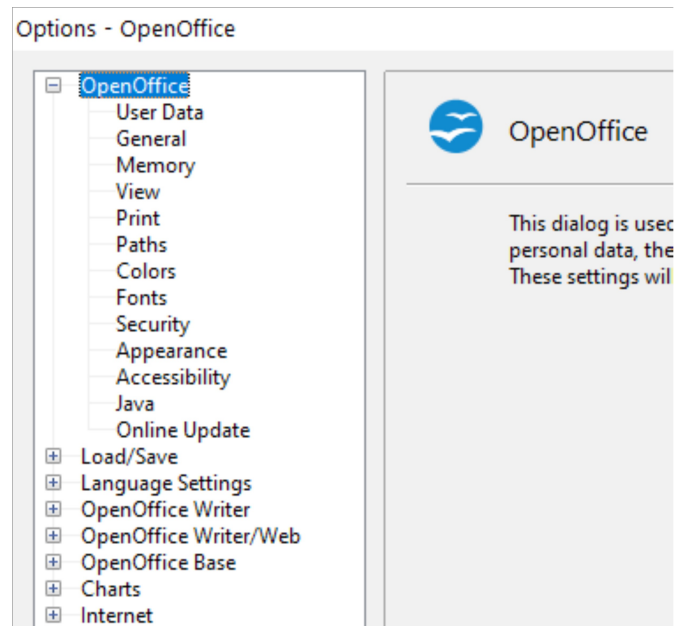 Options - OpenOffice
OpenOffice
User Data
General
Memory
View
Print
Paths
Colors
Fonts
Security
Appearance
Accessibility
Java
Online Update
Load/Save
Language Settings
OpenOffice Writer
OpenOffice Writer/Web
OpenOffice Base
Charts
Internet
OpenOffice
This dialog is used
personal data, the
These settings wil